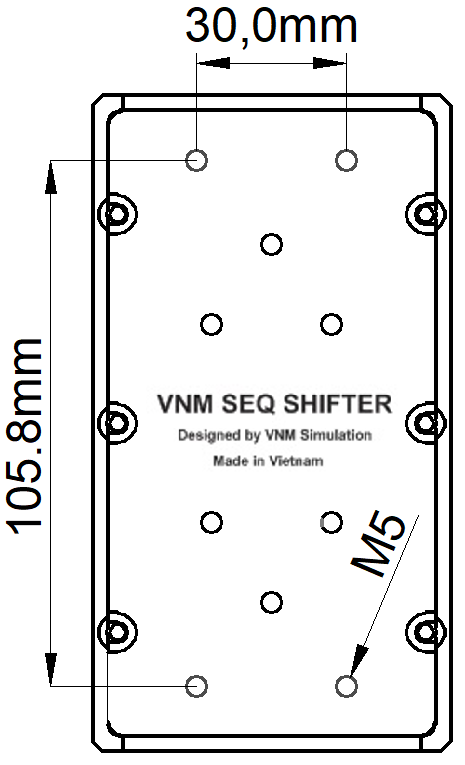 30,0mm
105.8mm
VNM SEQ SHIFTER
Designed by VNM Simulation
Made in Vietnam
M5